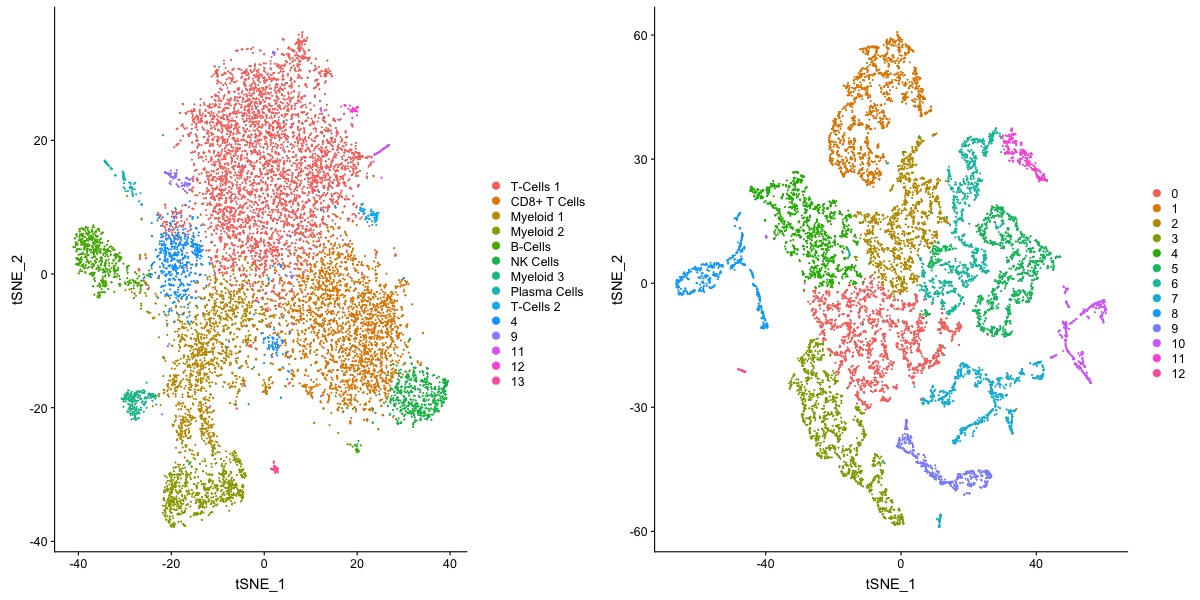 20
0
-20
-40
-40
-20
0
20
40
tSNE_1
tSNE_2
T-Cells 1
CD8+ T Cells
Myeloid 1
Myeloid 2
B-Cells
NK Cells
Myeloid 3
Plasma Cells
T-Cells 2
4
9
11
12
13
60
30
0
-30
-60
-40
0
40
tSNE_1
tSNE_2
0
1
2
3
4
5
6
7
8
9
10
11
12